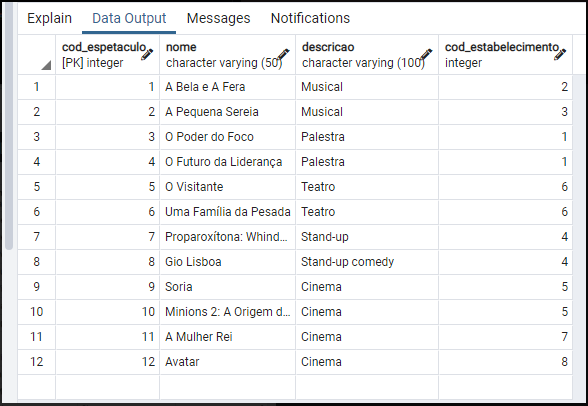 Explain Data Output Messages Notifications
cod_espetaculo nome descricao cod_estabelecimento
[PK] integer character varying (50) character varying (100) integer
1 1 A Bela e A Fera Musical 2
2 2 A Pequena Sereia Musical 3
3 3 O Poder do Foco Palestra 1
4 4 O Futuro da Liderança Palestra 1
5 5 O Visitante Teatro 6
6 6 Uma Família da Pesada Teatro 6
7 7 Proparoxítona: Whind... Stand-up 4
8 8 Gio Lisboa Stand-up comedy 4
9 9 Soria Cinema 5
10 10 Minions 2: A Origem d... Cinema 5
11 11 A Mulher Rei Cinema 7
12 12 Avatar Cinema 8